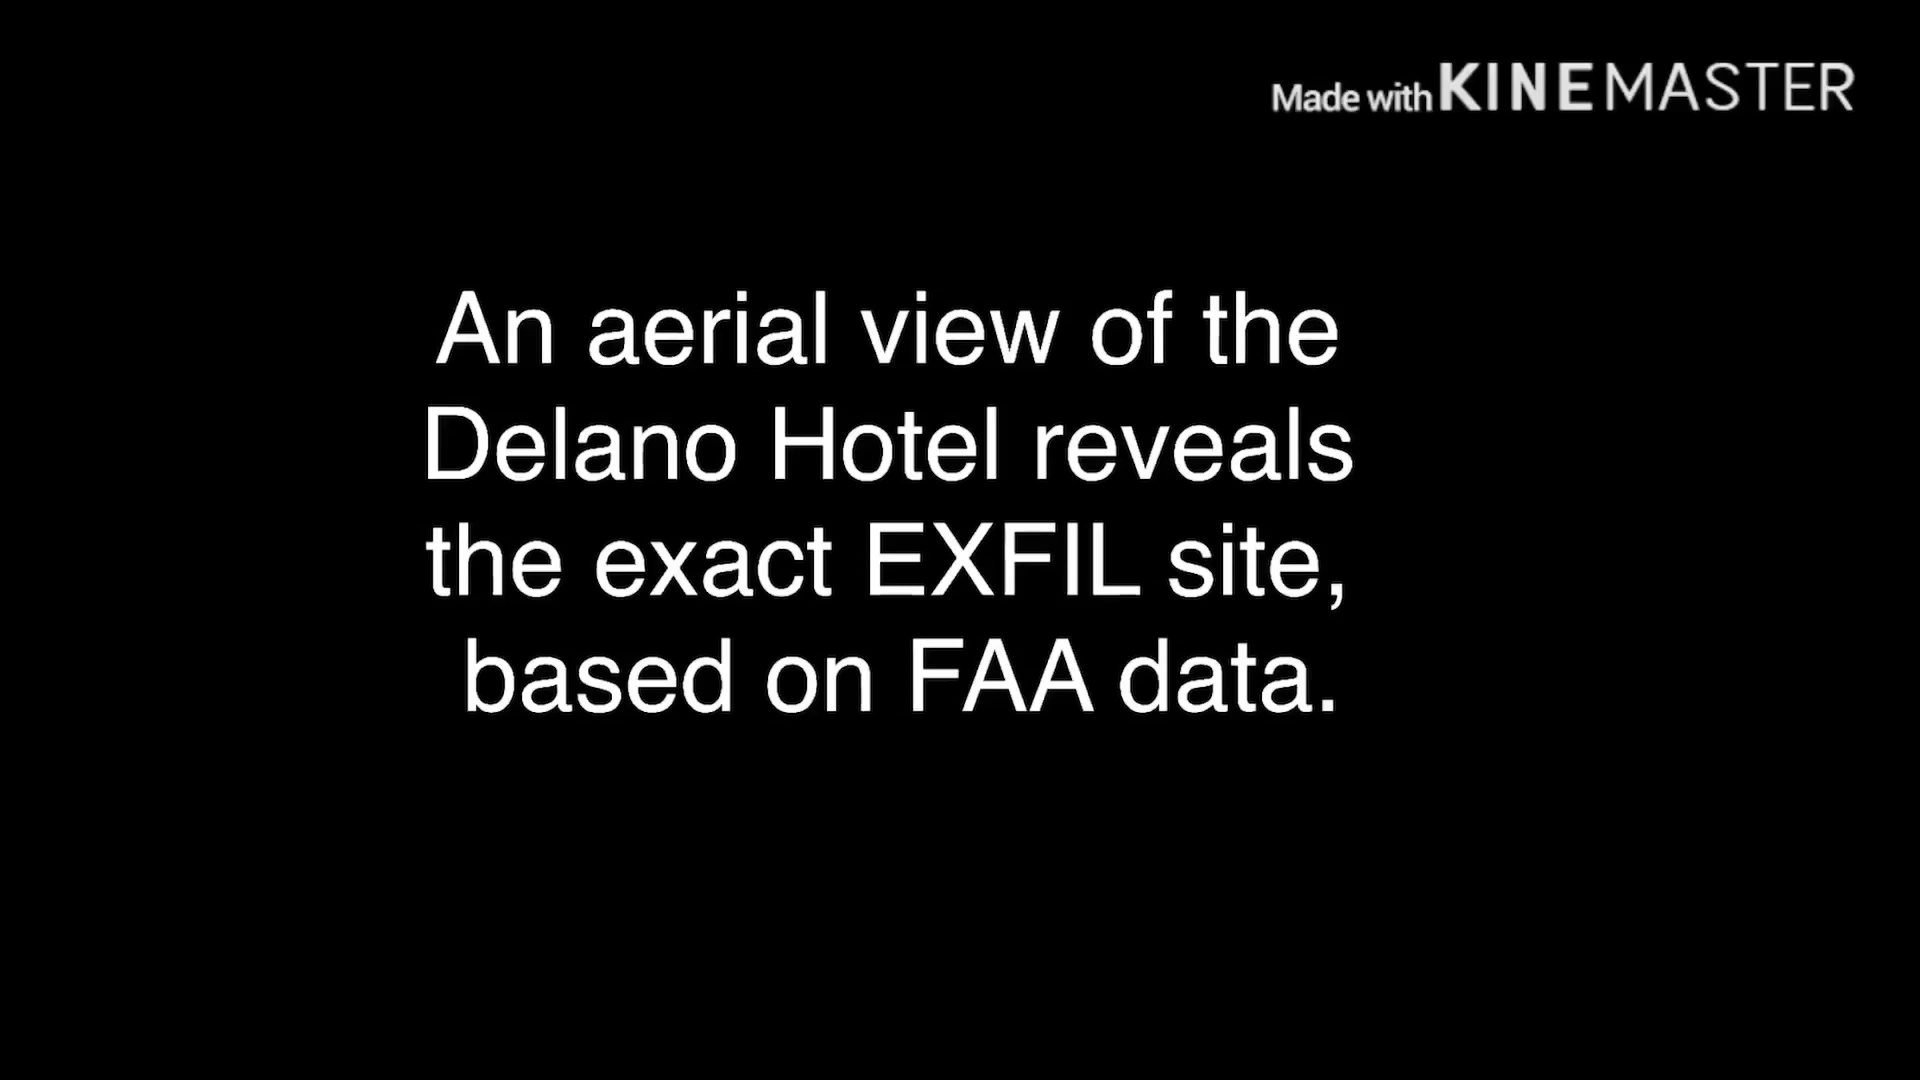 Made with KINEMASTER
An aerial view of the
Delano Hotel reveals
the exact EXFIL site,
based on FAA data.